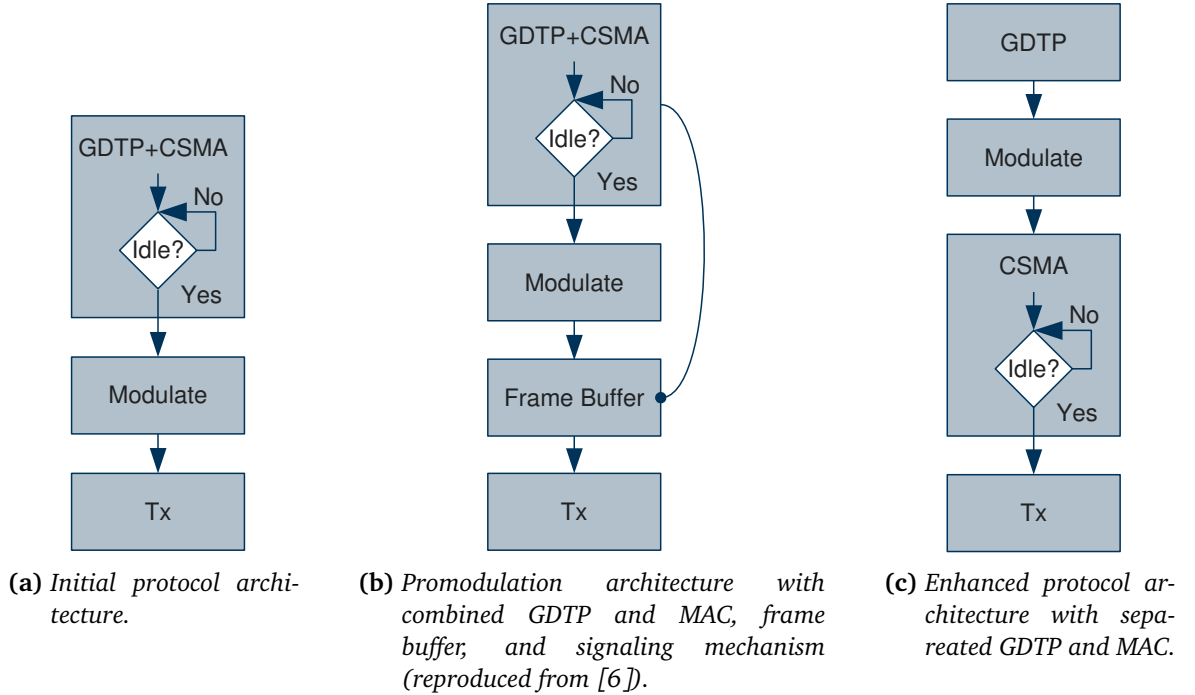 GDTP+CSMA
No
Idle?
Yes
Modulate
Tx
(a) Initial protocol archi-
tecture.
GDTP+CSMA
No
Idle?
Yes
Modulate
Frame Buffer
Tx
(b) Promodulation architecture with
combined GDTP and MAC, frame
buffer, and signaling mechanism
(reproduced from [6]).
GDTP
Modulate
CSMA
No
Idle?
Yes
Tx
(c) Enhanced protocol ar-
chitecture with sepa-
reated GDTP and MAC.